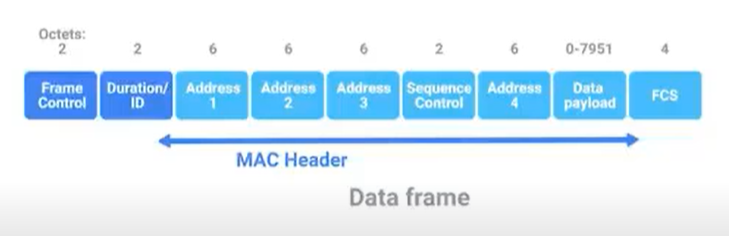 Octets:
2 2 6 6 6 2 6 0-7951 4
Frame Control Duration/ ID Address 1 Address 2 Address 3 Sequence Control Address 4 Data payload FCS
MAC Header
Data frame